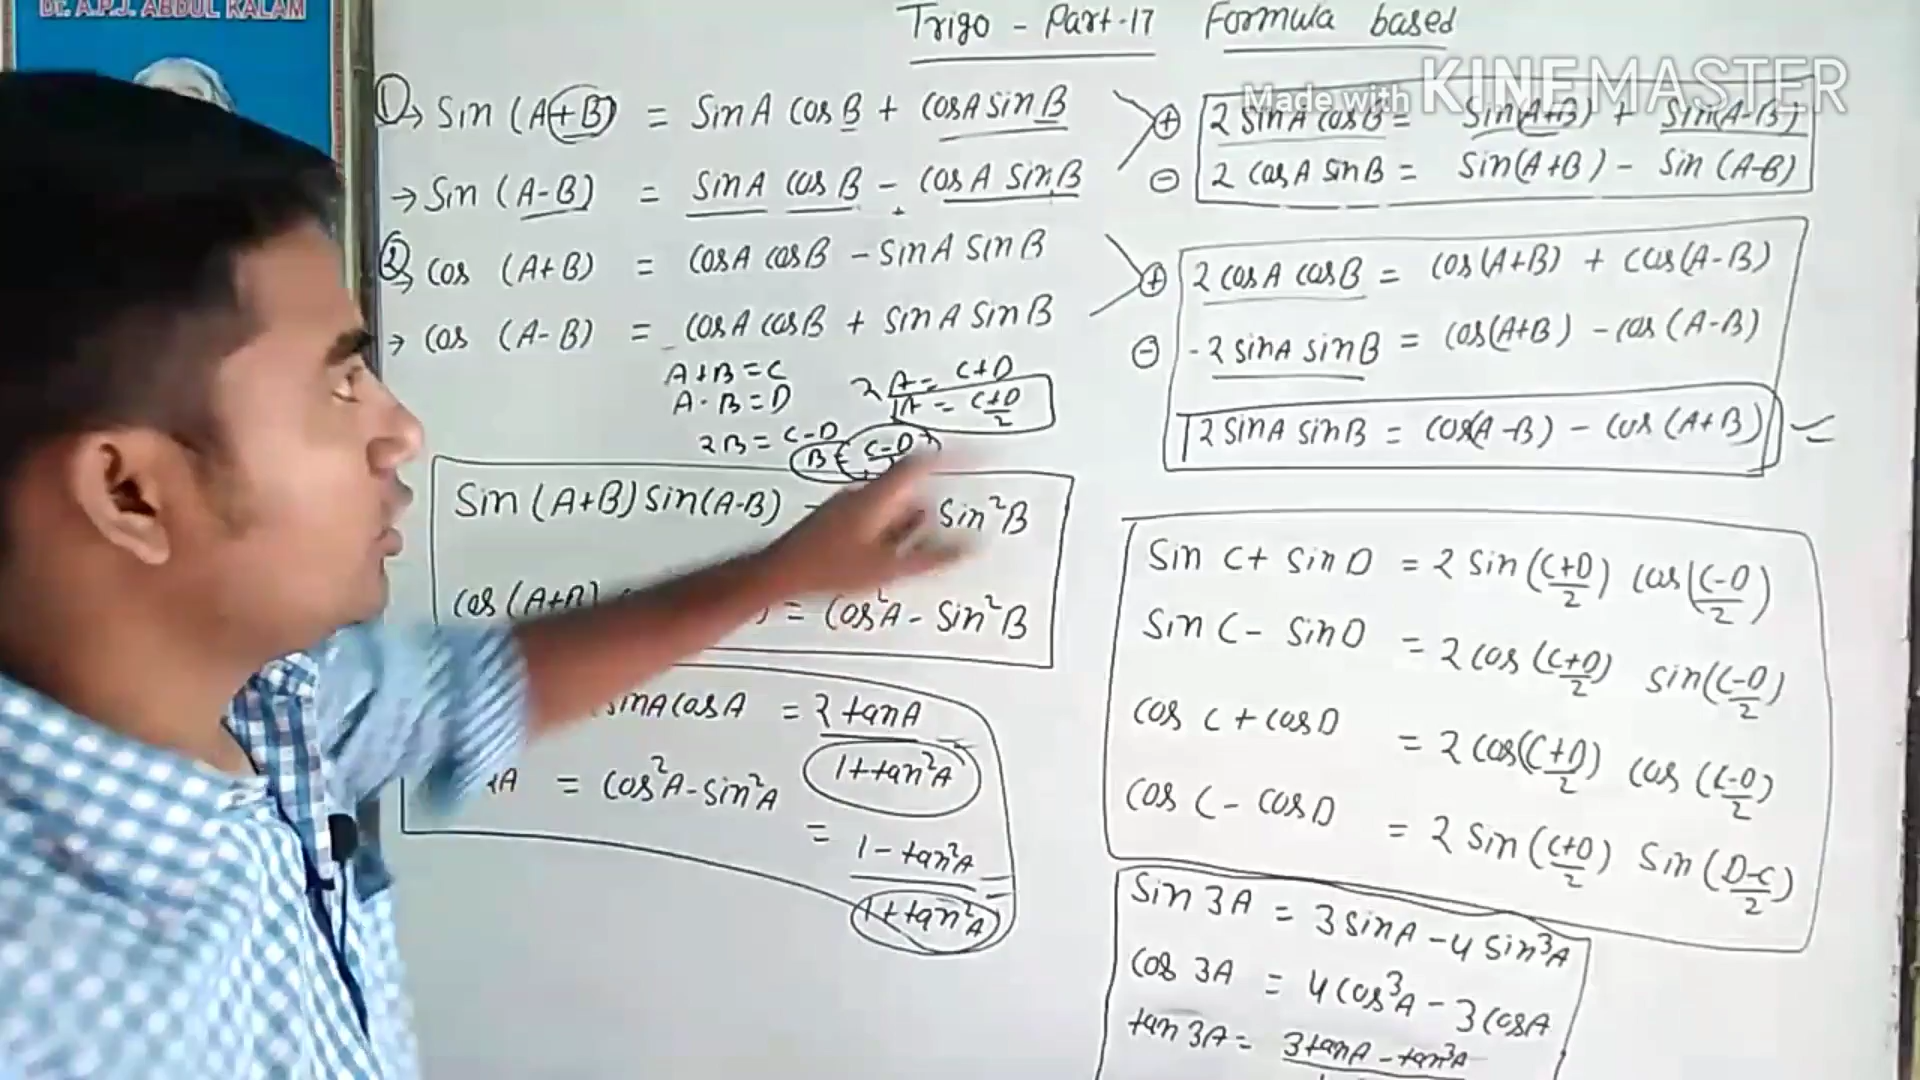 Dr. A.P.J. ABDUL KALAM
Trigo - Part-17 Formula based
Made with KINEMASTER
① → Sin (A+B) = SinA cosB + cosA sinB
→ Sin (A-B) = sinA cosB - cosA sinB
② → cos (A+B) = cosA cosB - sinA sinB
→ cos (A-B) = cosA cosB + sinA sinB
A+B = C
A-B = D
2B = C-D
2A = C+D
A = C+D/2
B = C-D
⊕ 2 sinA cosB = Sin(A+B) + Sin(A-B)
⊖ 2 cosA sinB = Sin(A+B) - Sin (A-B)
⊕ 2 cosA cosB = cos(A+B) + cos(A-B)
⊖ -2 sinA sinB = cos(A+B) - cos (A-B)
2 sinA sinB = cos(A-B) - cos (A+B)
Sin (A+B) Sin(A-B) sin²B
cos (A+B) = cos²A - sin²B
sinA cosA = 2 tanA/1+tan²A
A = cos²A - sin²A
= 1 - tan²A/1+tan²A
Sin C + sin D = 2 sin (C+D/2) cos (C-D/2)
Sin C - sin D = 2 cos (C+D/2) sin (C-D/2)
cos C + cos D = 2 cos (C+D/2) cos (C-D/2)
cos C - cos D = 2 sin (C+D/2) sin (D-C/2)
Sin 3A = 3 sinA - 4 sin³A
cos 3A = 4 cos³A - 3 cosA
tan 3A = 3tanA - tan³A